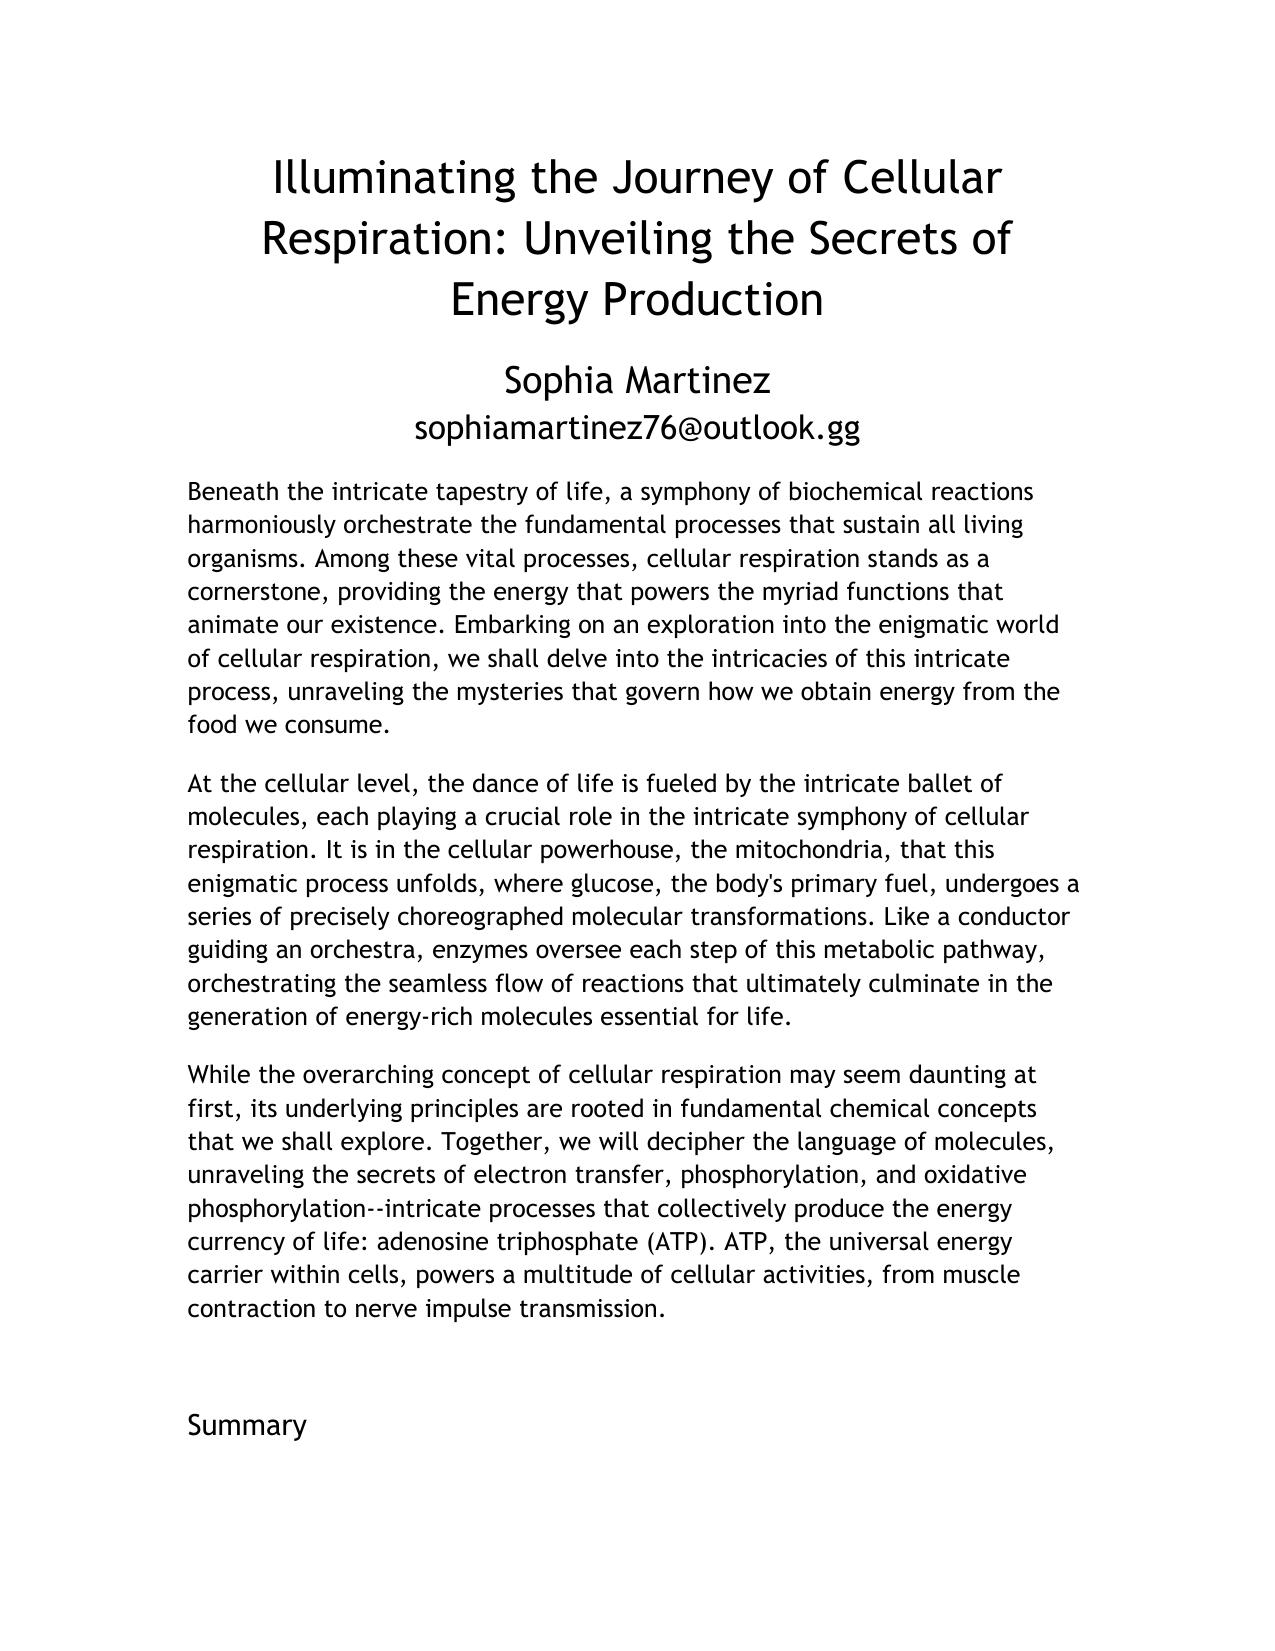 Illuminating the Journey of Cellular
Respiration: Unveiling the Secrets of
Energy Production
Sophia Martinez
sophiamartinez76@outlook.gg
Beneath the intricate tapestry of life, a symphony of biochemical reactions
harmoniously orchestrate the fundamental processes that sustain all living
organisms. Among these vital processes, cellular respiration stands as a
cornerstone, providing the energy that powers the myriad functions that
animate our existence. Embarking on an exploration into the enigmatic world
of cellular respiration, we shall delve into the intricacies of this intricate
process, unraveling the mysteries that govern how we obtain energy from the
food we consume.
At the cellular level, the dance of life is fueled by the intricate ballet of
molecules, each playing a crucial role in the intricate symphony of cellular
respiration. It is in the cellular powerhouse, the mitochondria, that this
enigmatic process unfolds, where glucose, the body's primary fuel, undergoes a
series of precisely choreographed molecular transformations. Like a conductor
guiding an orchestra, enzymes oversee each step of this metabolic pathway,
orchestrating the seamless flow of reactions that ultimately culminate in the
generation of energy-rich molecules essential for life.
While the overarching concept of cellular respiration may seem daunting at
first, its underlying principles are rooted in fundamental chemical concepts
that we shall explore. Together, we will decipher the language of molecules,
unraveling the secrets of electron transfer, phosphorylation, and oxidative
phosphorylation--intricate processes that collectively produce the energy
currency of life: adenosine triphosphate (ATP). ATP, the universal energy
carrier within cells, powers a multitude of cellular activities, from muscle
contraction to nerve impulse transmission.
Summary